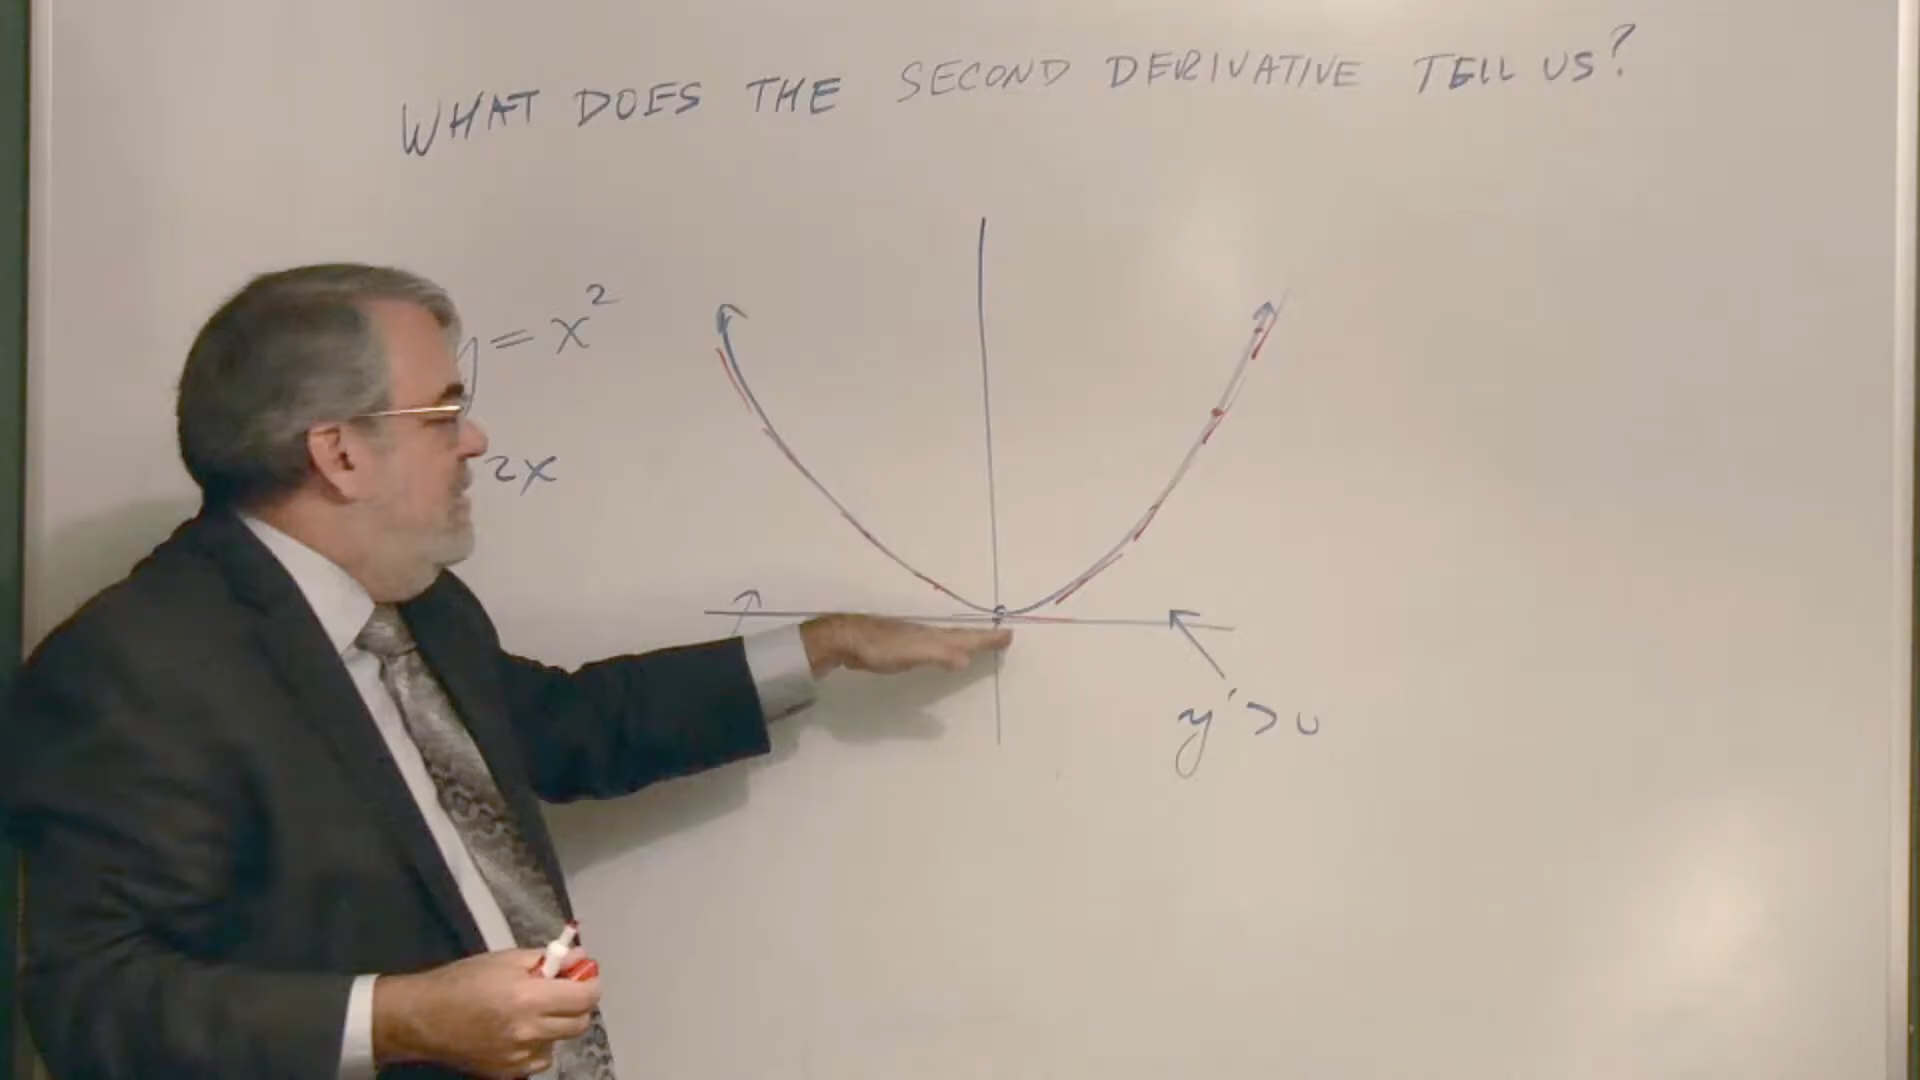 WHAT DOES THE SECOND DERIVATIVE TELL US?
y = x²
2x
y' > 0